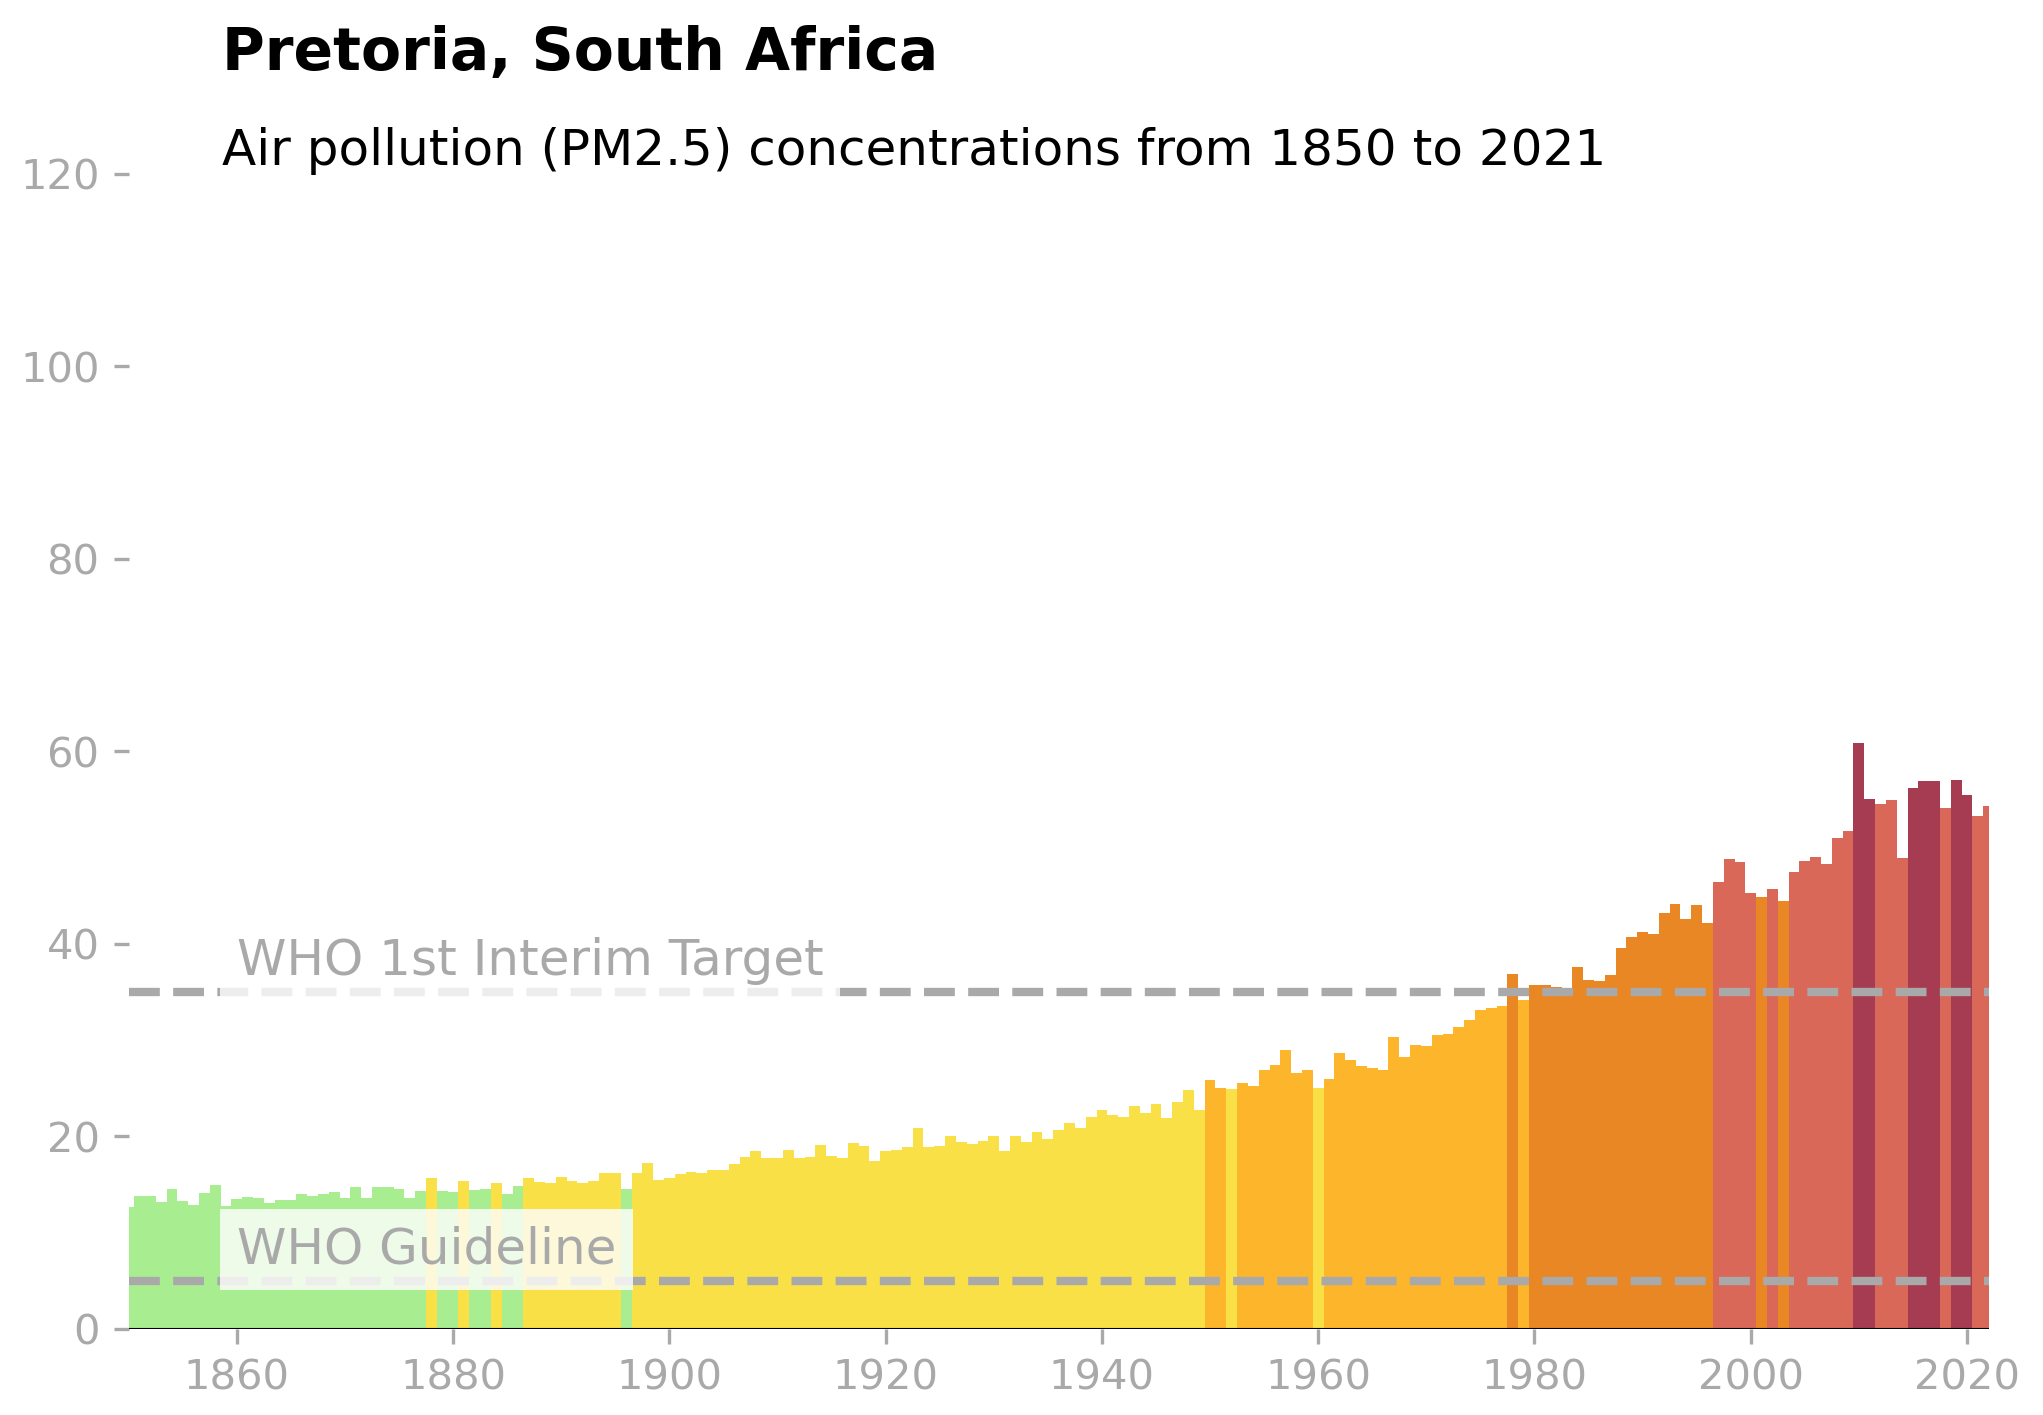 Pretoria, South Africa
Air pollution (PM2.5) concentrations from 1850 to 2021
120
100
80
60
40
WHO 1st Interim Target
20
WHO Guideline
0
1860 1880 1900 1920 1940 1960 1980 2000 2020